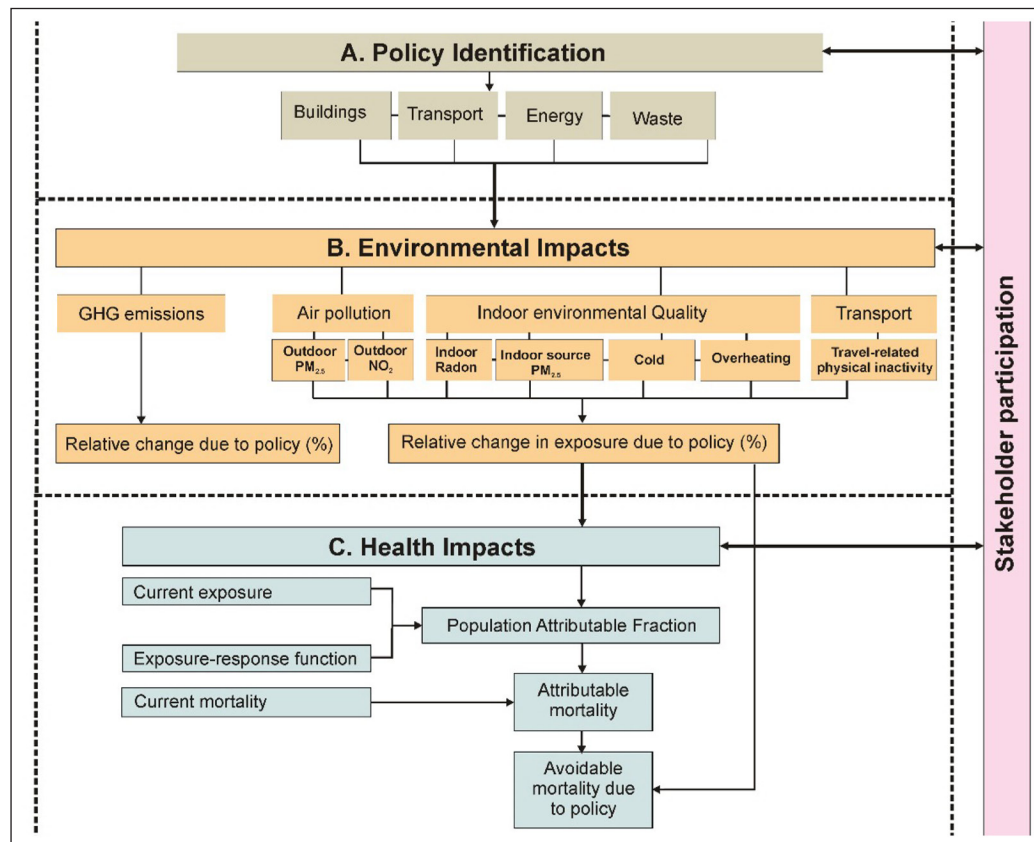 A. Policy Identification
Buildings
Transport
Energy
Waste
B. Environmental Impacts
GHG emissions
Air pollution
Indoor environmental Quality
Transport
Outdoor
PM2.5
Outdoor
NO2
Indoor
Radon
Indoor source
PM2.5
Cold
Overheating
Travel-related
physical inactivity
Relative change due to policy (%)
Relative change in exposure due to policy (%)
C. Health Impacts
Current exposure
Population Attributable Fraction
Exposure-response function
Current mortality
Attributable
mortality
Avoidable
mortality due
to policy
Stakeholder participation